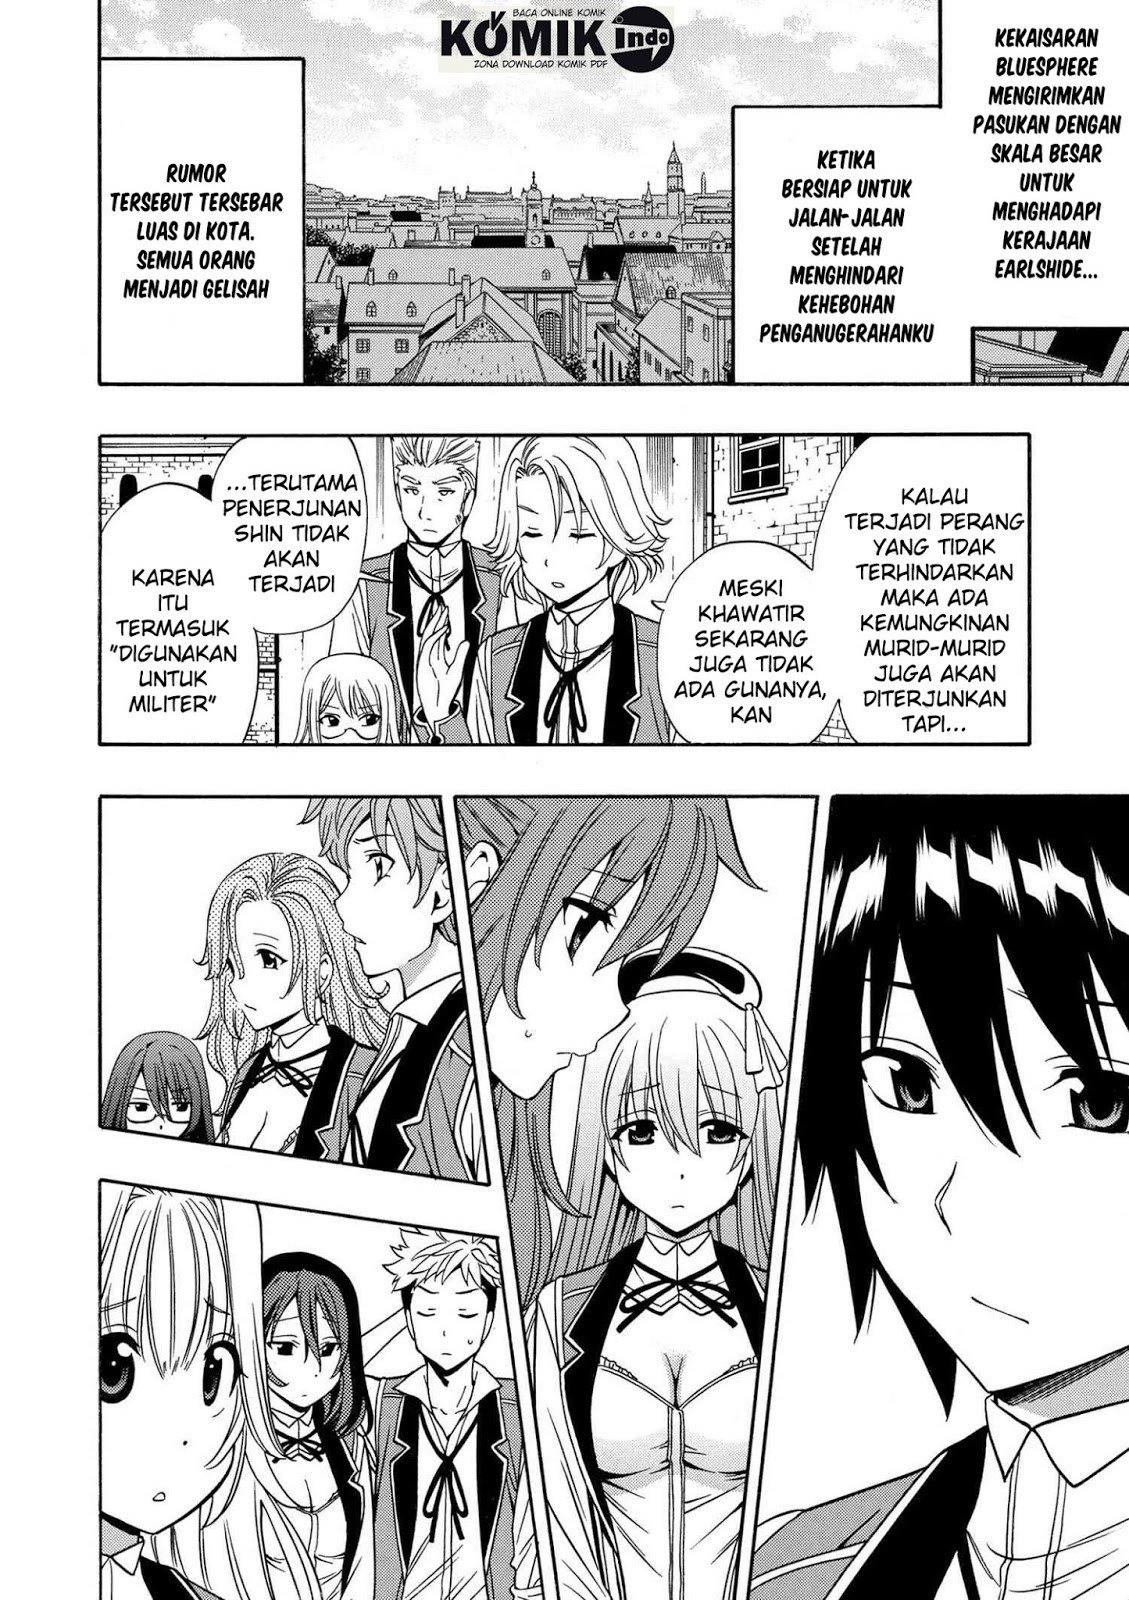 BACA ONLINE KOMIK
KOMIK Indo
ZONA DOWNLOAD KOMIK PDF
KEKAISARAN
BLUESPHERE
MENGIRIMKAN
PASUKAN DENGAN
SKALA BESAR
UNTUK
MENGHADAPI
KERAJAAN
EARLSHIDE...
KETIKA
BERSIAP UNTUK
JALAN-JALAN
SETELAH
MENGHINDARI
KEHEBOHAN
PENGANUGERAHANKU
RUMOR
TERSEBUT TERSEBAR
LUAS DI KOTA.
SEMUA ORANG
MENJADI GELISAH
KALAU
TERJADI PERANG
YANG TIDAK
TERHINDARKAN
MAKA ADA
KEMUNGKINAN
MURID-MURID
JUGA AKAN
DITERJUNKAN
TAPI...
MESKI
KHAWATIR
SEKARANG
JUGA TIDAK
ADA GUNANYA,
KAN
...TERUTAMA
PENERJUNAN
SHIN TIDAK
AKAN
TERJADI
KARENA
ITU
TERMASUK
"DIGUNAKAN
UNTUK
MILITER"